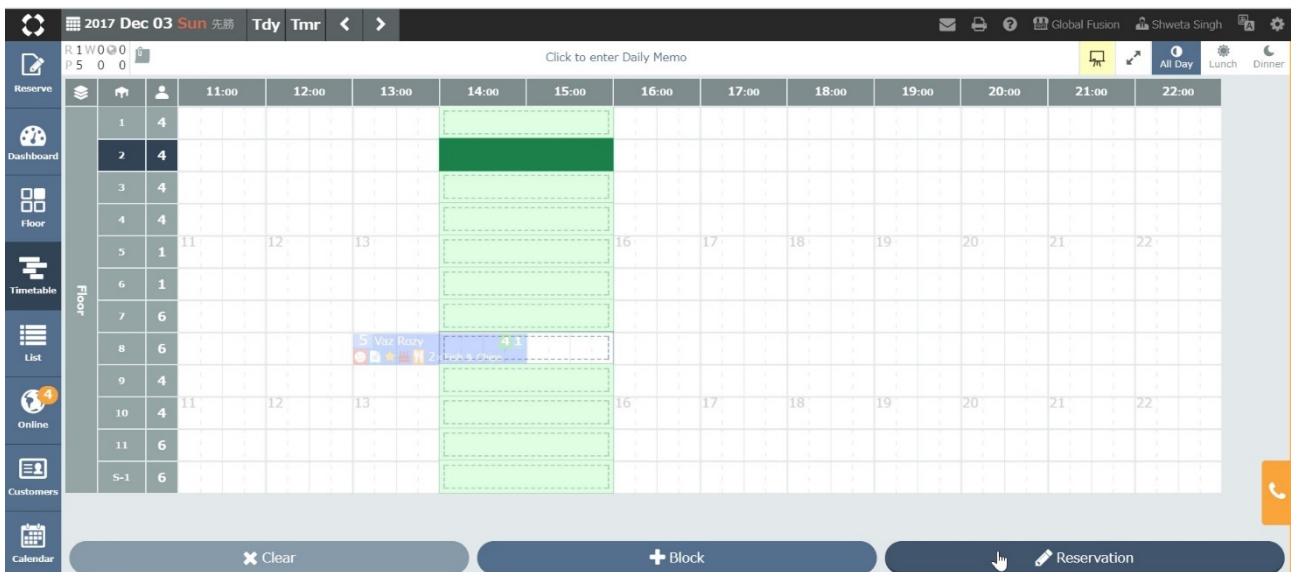 2017 Dec 03 Sun 先勝 Tdy Tmr Global Fusion Shweta Singh
R 1 W 0 0 0
P 5 0 0
Click to enter Daily Memo
All Day Lunch Dinner
Reserve
Dashboard
Floor
Timetable
List
4
Online
Customers
Calendar
11:00 12:00 13:00 14:00 15:00 16:00 17:00 18:00 19:00 20:00 21:00 22:00
Floor
1 4
2 4
3 4
4 4
11 12 13 16 17 18 19 20 21 22
5 1
6 1
7 6
8 6
5 Vaz Rozy 4 1
2x Fish & Chips
9 4
11 12 13 16 17 18 19 20 21 22
10 4
11 6
S-1 6
Clear
Block
Reservation